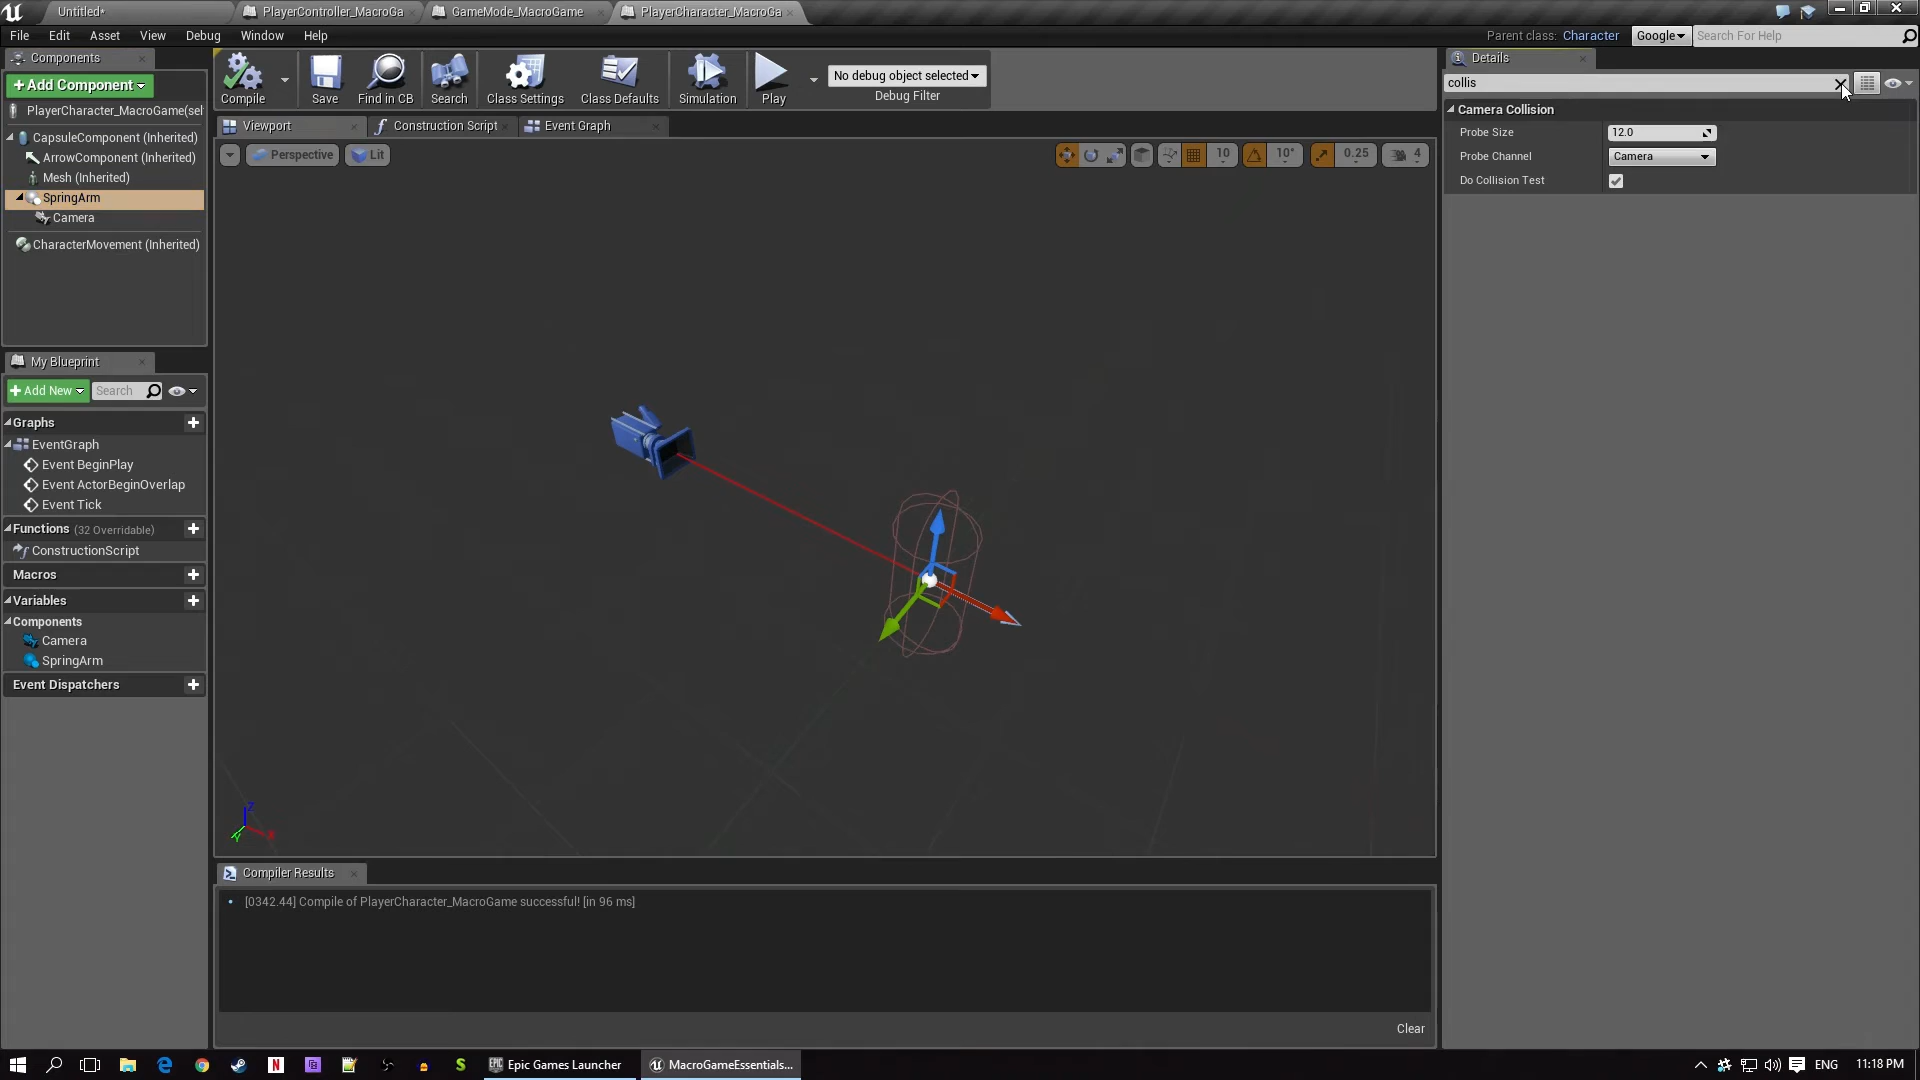 Untitled*
PlayerController_MacroGa
GameMode_MacroGame
PlayerCharacter_MacroGa
File Edit Asset View Debug Window Help
Parent class: Character
Google
Search For Help
Components
+ Add Component
PlayerCharacter_MacroGame(sel
CapsuleComponent (Inherited)
ArrowComponent (Inherited)
Mesh (Inherited)
SpringArm
Camera
CharacterMovement (Inherited)
Compile
Save
Find in CB
Search
Class Settings
Class Defaults
Simulation
Play
No debug object selected
Debug Filter
Viewport
Construction Script
Event Graph
Perspective
Lit
10
10°
0.25
4
Details
collis
Camera Collision
Probe Size 12.0
Probe Channel Camera
Do Collision Test
My Blueprint
+ Add New
Search
Graphs
EventGraph
Event BeginPlay
Event ActorBeginOverlap
Event Tick
Functions (32 Overridable)
ConstructionScript
Macros
Variables
Components
Camera
SpringArm
Event Dispatchers
Z
X
Y
Compiler Results
[0342.44] Compile of PlayerCharacter_MacroGame successful! [in 96 ms]
Clear
Epic Games Launcher
MacroGameEssentials...
ENG
11:18 PM